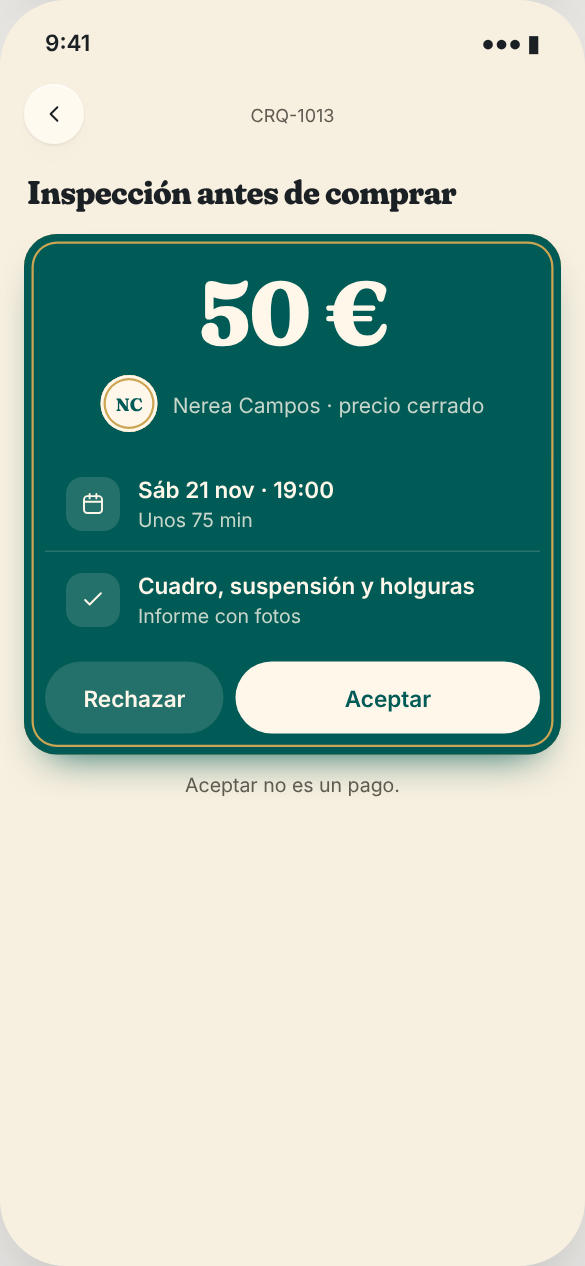 9:41
CRQ-1013
Inspección antes de comprar
50 €
NC
Nerea Campos · precio cerrado
Sáb 21 nov · 19:00
Unos 75 min
Cuadro, suspensión y holguras
Informe con fotos
Rechazar
Aceptar
Aceptar no es un pago.